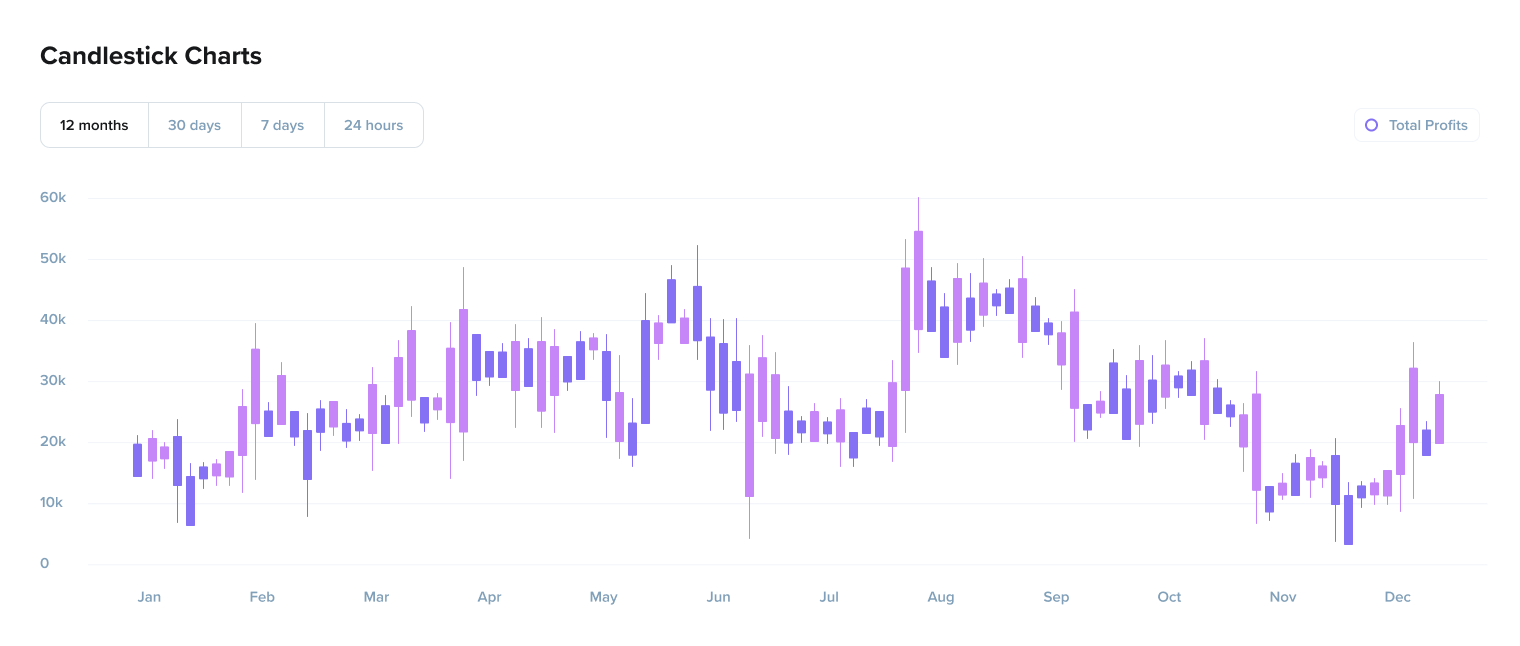 Candlestick Charts
12 months 30 days 7 days 24 hours
Total Profits
60k
50k
40k
30k
20k
10k
0
Jan Feb Mar Apr May Jun Jul Aug Sep Oct Nov Dec